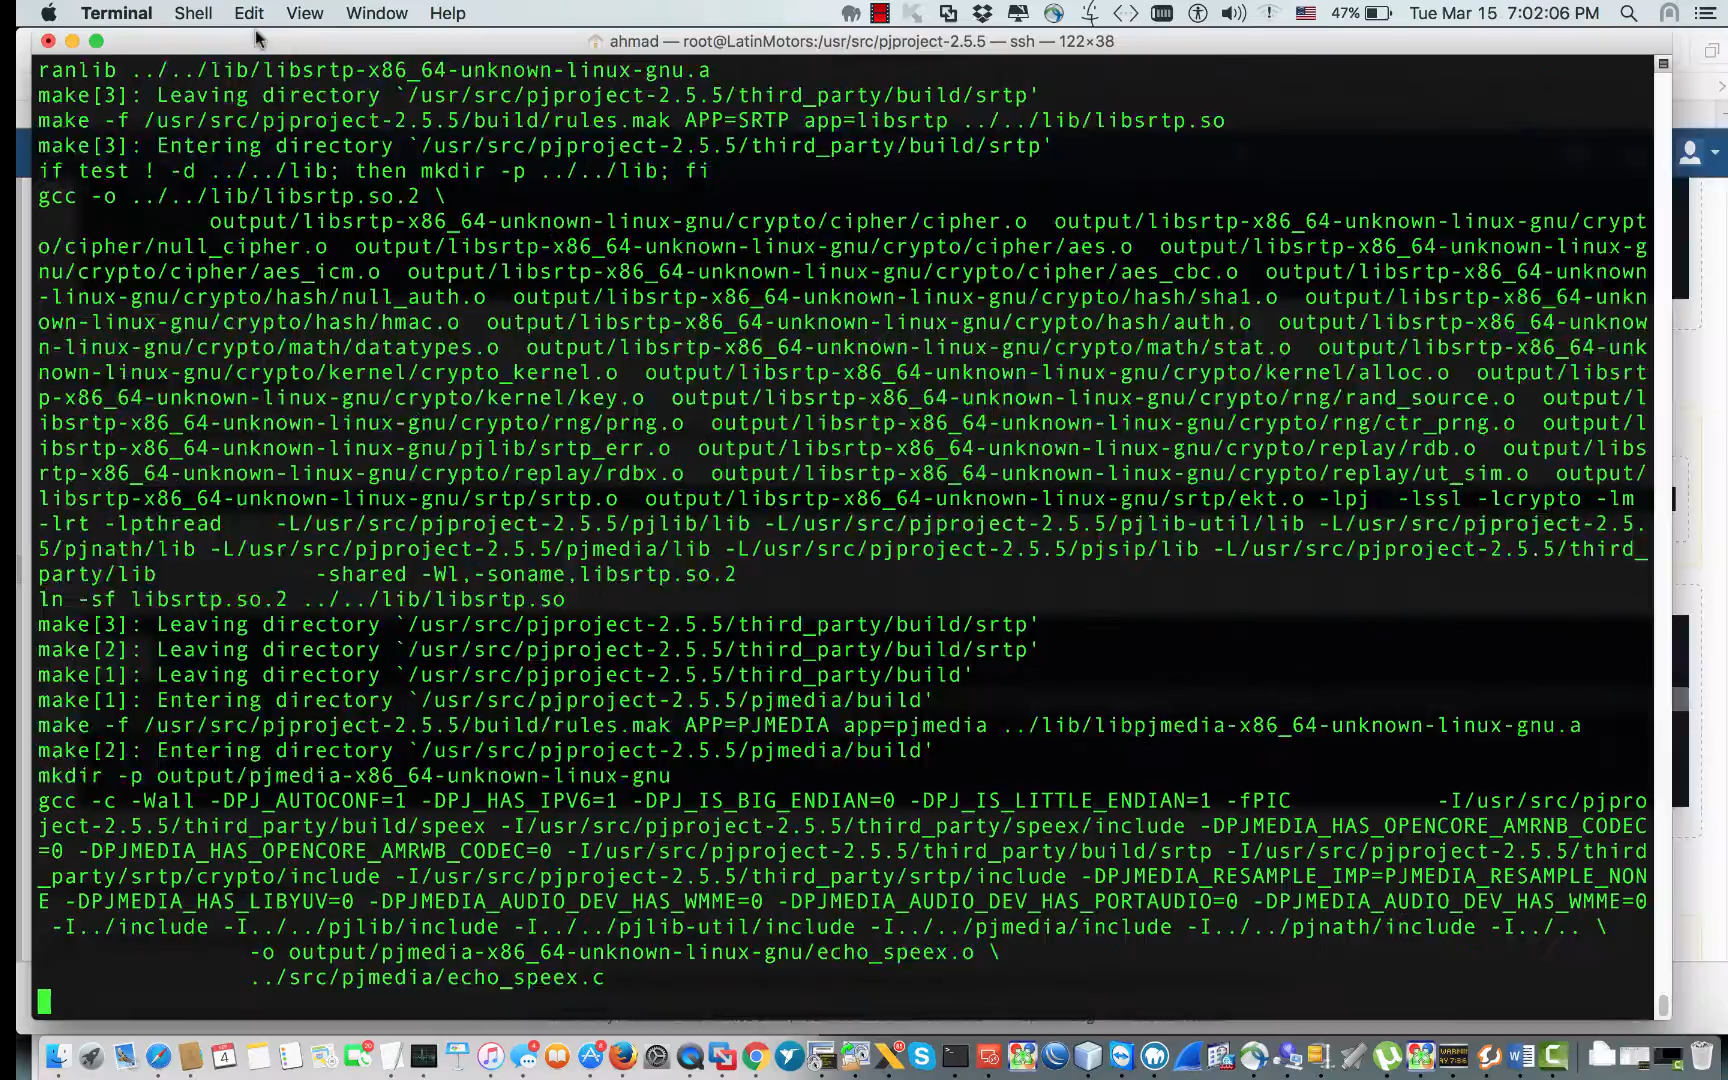 Terminal Shell Edit View Window Help 47% Tue Mar 15 7:02:06 PM
ahmad — root@LatinMotors:/usr/src/pjproject-2.5.5 — ssh — 122×38
ranlib ../../lib/libsrtp-x86_64-unknown-linux-gnu.a
make[3]: Leaving directory `/usr/src/pjproject-2.5.5/third_party/build/srtp'
make -f /usr/src/pjproject-2.5.5/build/rules.mak APP=SRTP app=libsrtp ../../lib/libsrtp.so
make[3]: Entering directory `/usr/src/pjproject-2.5.5/third_party/build/srtp'
if test ! -d ../../lib; then mkdir -p ../../lib; fi
gcc -o ../../lib/libsrtp.so.2 \
output/libsrtp-x86_64-unknown-linux-gnu/crypto/cipher/cipher.o output/libsrtp-x86_64-unknown-linux-gnu/crypt
o/cipher/null_cipher.o output/libsrtp-x86_64-unknown-linux-gnu/crypto/cipher/aes.o output/libsrtp-x86_64-unknown-linux-g
nu/crypto/cipher/aes_icm.o output/libsrtp-x86_64-unknown-linux-gnu/crypto/cipher/aes_cbc.o output/libsrtp-x86_64-unknown
-linux-gnu/crypto/hash/null_auth.o output/libsrtp-x86_64-unknown-linux-gnu/crypto/hash/sha1.o output/libsrtp-x86_64-unkn
own-linux-gnu/crypto/hash/hmac.o output/libsrtp-x86_64-unknown-linux-gnu/crypto/hash/auth.o output/libsrtp-x86_64-unknow
n-linux-gnu/crypto/math/datatypes.o output/libsrtp-x86_64-unknown-linux-gnu/crypto/math/stat.o output/libsrtp-x86_64-unk
nown-linux-gnu/crypto/kernel/crypto_kernel.o output/libsrtp-x86_64-unknown-linux-gnu/crypto/kernel/alloc.o output/libsrt
p-x86_64-unknown-linux-gnu/crypto/kernel/key.o output/libsrtp-x86_64-unknown-linux-gnu/crypto/rng/rand_source.o output/l
ibsrtp-x86_64-unknown-linux-gnu/crypto/rng/prng.o output/libsrtp-x86_64-unknown-linux-gnu/crypto/rng/ctr_prng.o output/l
ibsrtp-x86_64-unknown-linux-gnu/pjlib/srtp_err.o output/libsrtp-x86_64-unknown-linux-gnu/crypto/replay/rdb.o output/libs
rtp-x86_64-unknown-linux-gnu/crypto/replay/rdbx.o output/libsrtp-x86_64-unknown-linux-gnu/crypto/replay/ut_sim.o output/
libsrtp-x86_64-unknown-linux-gnu/srtp/srtp.o output/libsrtp-x86_64-unknown-linux-gnu/srtp/ekt.o -lpj -lssl -lcrypto -lm
-lrt -lpthread -L/usr/src/pjproject-2.5.5/pjlib/lib -L/usr/src/pjproject-2.5.5/pjlib-util/lib -L/usr/src/pjproject-2.5.
5/pjnath/lib -L/usr/src/pjproject-2.5.5/pjmedia/lib -L/usr/src/pjproject-2.5.5/pjsip/lib -L/usr/src/pjproject-2.5.5/third_
party/lib -shared -Wl,-soname,libsrtp.so.2
ln -sf libsrtp.so.2 ../../lib/libsrtp.so
make[3]: Leaving directory `/usr/src/pjproject-2.5.5/third_party/build/srtp'
make[2]: Leaving directory `/usr/src/pjproject-2.5.5/third_party/build/srtp'
make[1]: Leaving directory `/usr/src/pjproject-2.5.5/third_party/build'
make[1]: Entering directory `/usr/src/pjproject-2.5.5/pjmedia/build'
make -f /usr/src/pjproject-2.5.5/build/rules.mak APP=PJMEDIA app=pjmedia ../lib/libpjmedia-x86_64-unknown-linux-gnu.a
make[2]: Entering directory `/usr/src/pjproject-2.5.5/pjmedia/build'
mkdir -p output/pjmedia-x86_64-unknown-linux-gnu
gcc -c -Wall -DPJ_AUTOCONF=1 -DPJ_HAS_IPV6=1 -DPJ_IS_BIG_ENDIAN=0 -DPJ_IS_LITTLE_ENDIAN=1 -fPIC -I/usr/src/pjpro
ject-2.5.5/third_party/build/speex -I/usr/src/pjproject-2.5.5/third_party/speex/include -DPJMEDIA_HAS_OPENCORE_AMRNB_CODEC
=0 -DPJMEDIA_HAS_OPENCORE_AMRWB_CODEC=0 -I/usr/src/pjproject-2.5.5/third_party/build/srtp -I/usr/src/pjproject-2.5.5/third
_party/srtp/crypto/include -I/usr/src/pjproject-2.5.5/third_party/srtp/include -DPJMEDIA_RESAMPLE_IMP=PJMEDIA_RESAMPLE_NON
E -DPJMEDIA_HAS_LIBYUV=0 -DPJMEDIA_AUDIO_DEV_HAS_WMME=0 -DPJMEDIA_AUDIO_DEV_HAS_PORTAUDIO=0 -DPJMEDIA_AUDIO_DEV_HAS_WMME=0
-I../include -I../../pjlib/include -I../../pjlib-util/include -I../../pjmedia/include -I../../pjnath/include -I../.. \
-o output/pjmedia-x86_64-unknown-linux-gnu/echo_speex.o \
../src/pjmedia/echo_speex.c